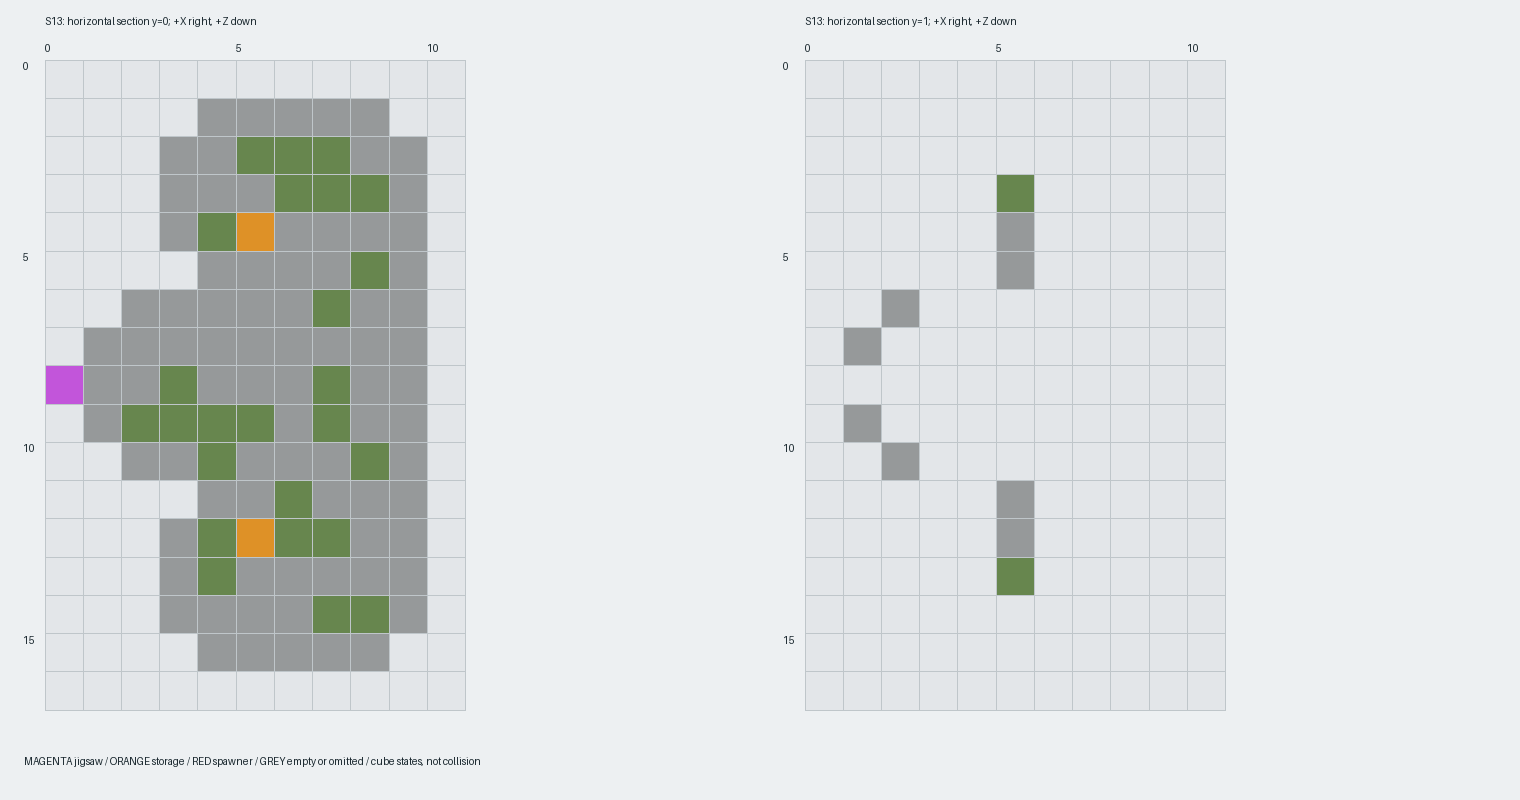 S13: horizontal section y=0; +X right, +Z down
0 5 10
0
5
10
15
S13: horizontal section y=1; +X right, +Z down
0 5 10
0
5
10
15
MAGENTA jigsaw / ORANGE storage / RED spawner / GREY empty or omitted / cube states, not collision